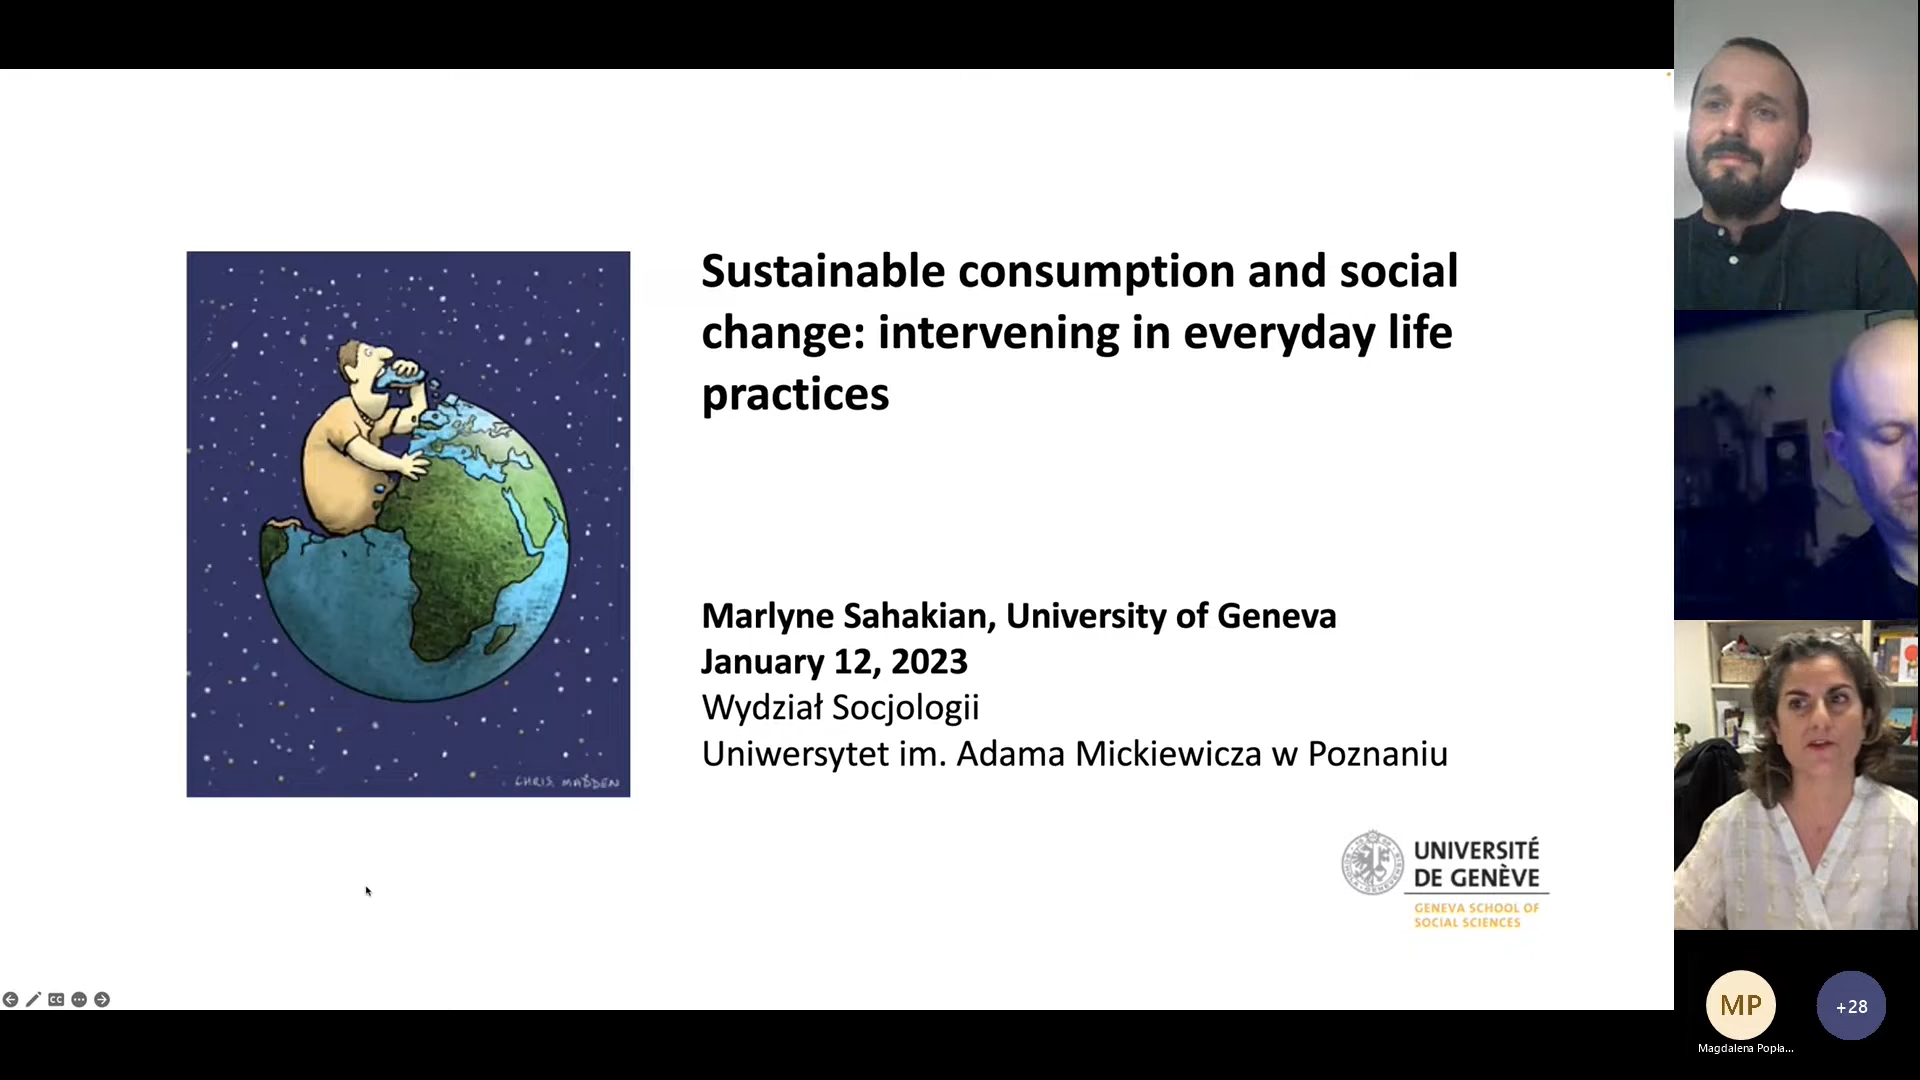 Sustainable consumption and social
change: intervening in everyday life
practices
Marlyne Sahakian, University of Geneva
January 12, 2023
Wydział Socjologii
Uniwersytet im. Adama Mickiewicza w Poznaniu
CHRIS MADDEN
UNIVERSITÉ
DE GENÈVE
GENEVA SCHOOL OF
SOCIAL SCIENCES
CC
MP
+28
Magdalena Popla...